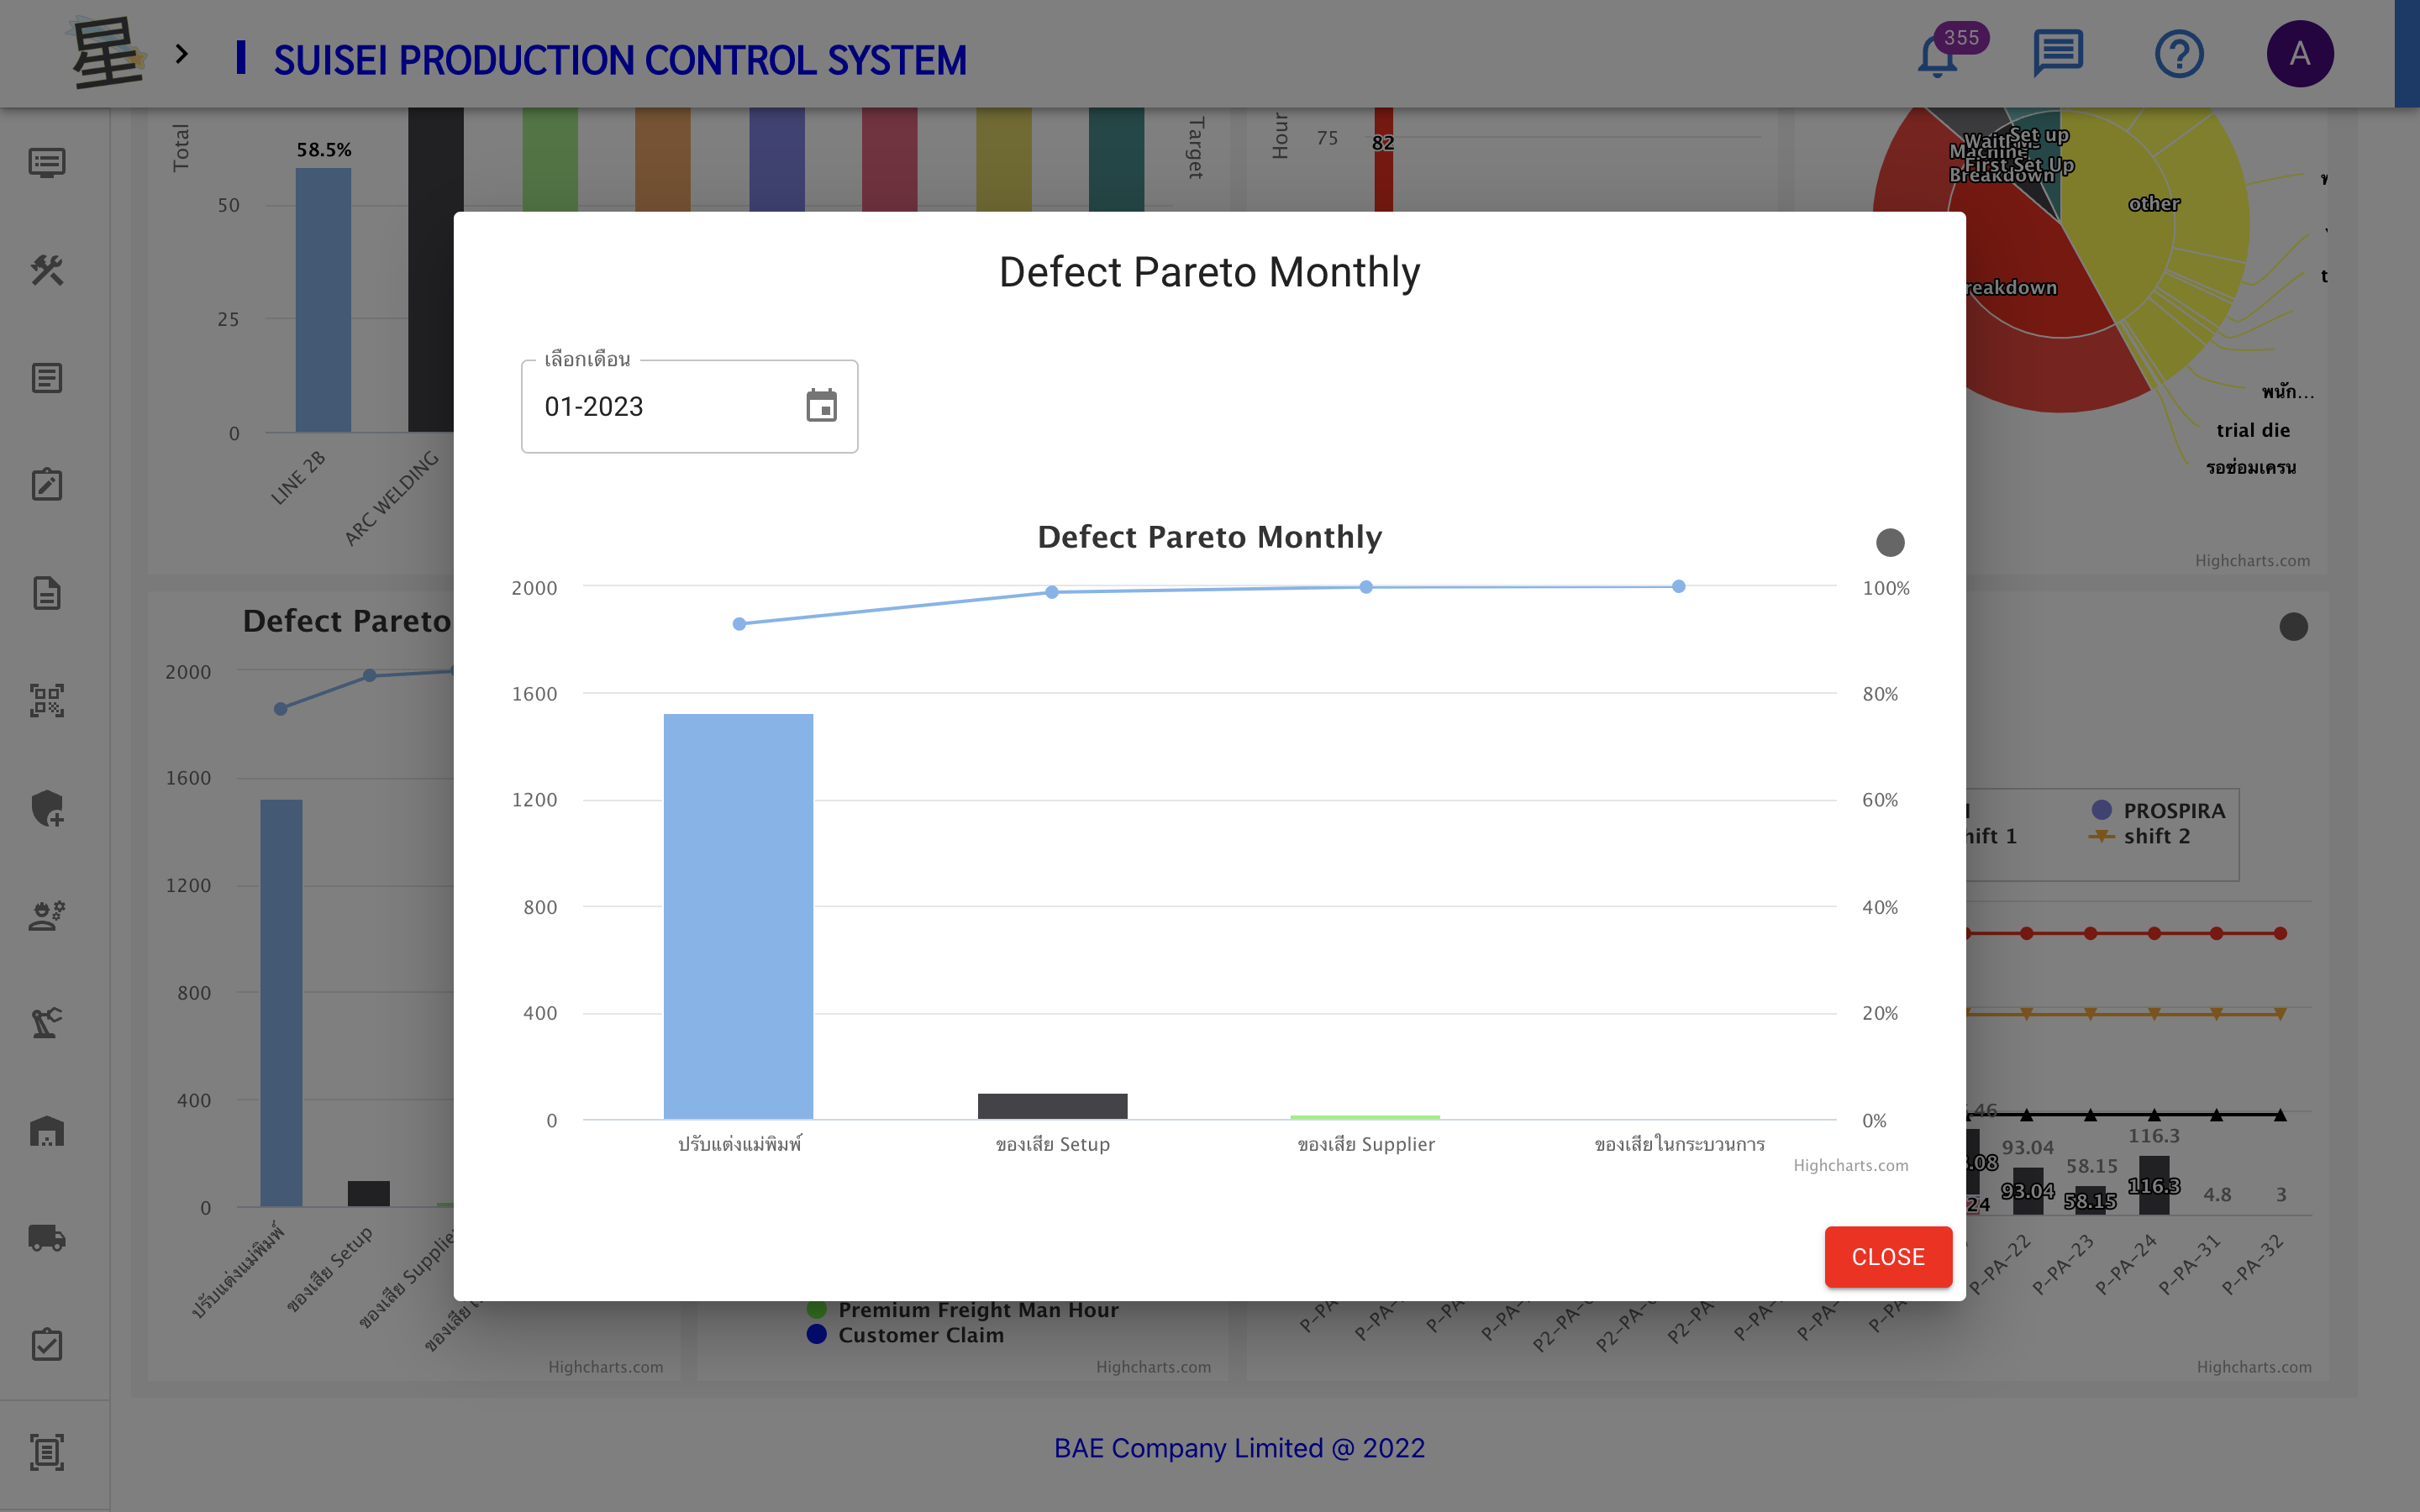 星
SUISEI PRODUCTION CONTROL SYSTEM
355
A
Total
58.5%
50
25
0
LINE 2B
ARC WELDING
Target
Hour
75
82
Set up
Machine
First Set Up
Breakdown
other
trial die
รอซ่อมเครน
พนัก...
Highcharts.com
Defect Pareto Monthly
เลือกเดือน
01-2023
Defect Pareto Monthly
2000
1600
1200
800
400
0
100%
80%
60%
40%
20%
0%
ปรับแต่งแม่พิมพ์
ของเสีย Setup
ของเสีย Supplier
ของเสียในกระบวนการ
Highcharts.com
CLOSE
Defect Pareto
2000
1600
1200
800
400
0
ปรับแต่งแม่พิมพ์
ของเสีย Setup
ของเสีย Supplier
Highcharts.com
Premium Freight Man Hour
Customer Claim
Highcharts.com
PROSPIRA
shift 2
93.04
93.04
58.15
58.15
116.3
116.3
4.8
3
P-PA-22
P-PA-23
P-PA-24
P-PA-31
P-PA-32
Highcharts.com
BAE Company Limited @ 2022